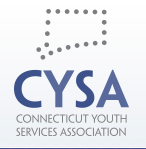 CYSA
CONNECTICUT YOUTH
SERVICES ASSOCIATION